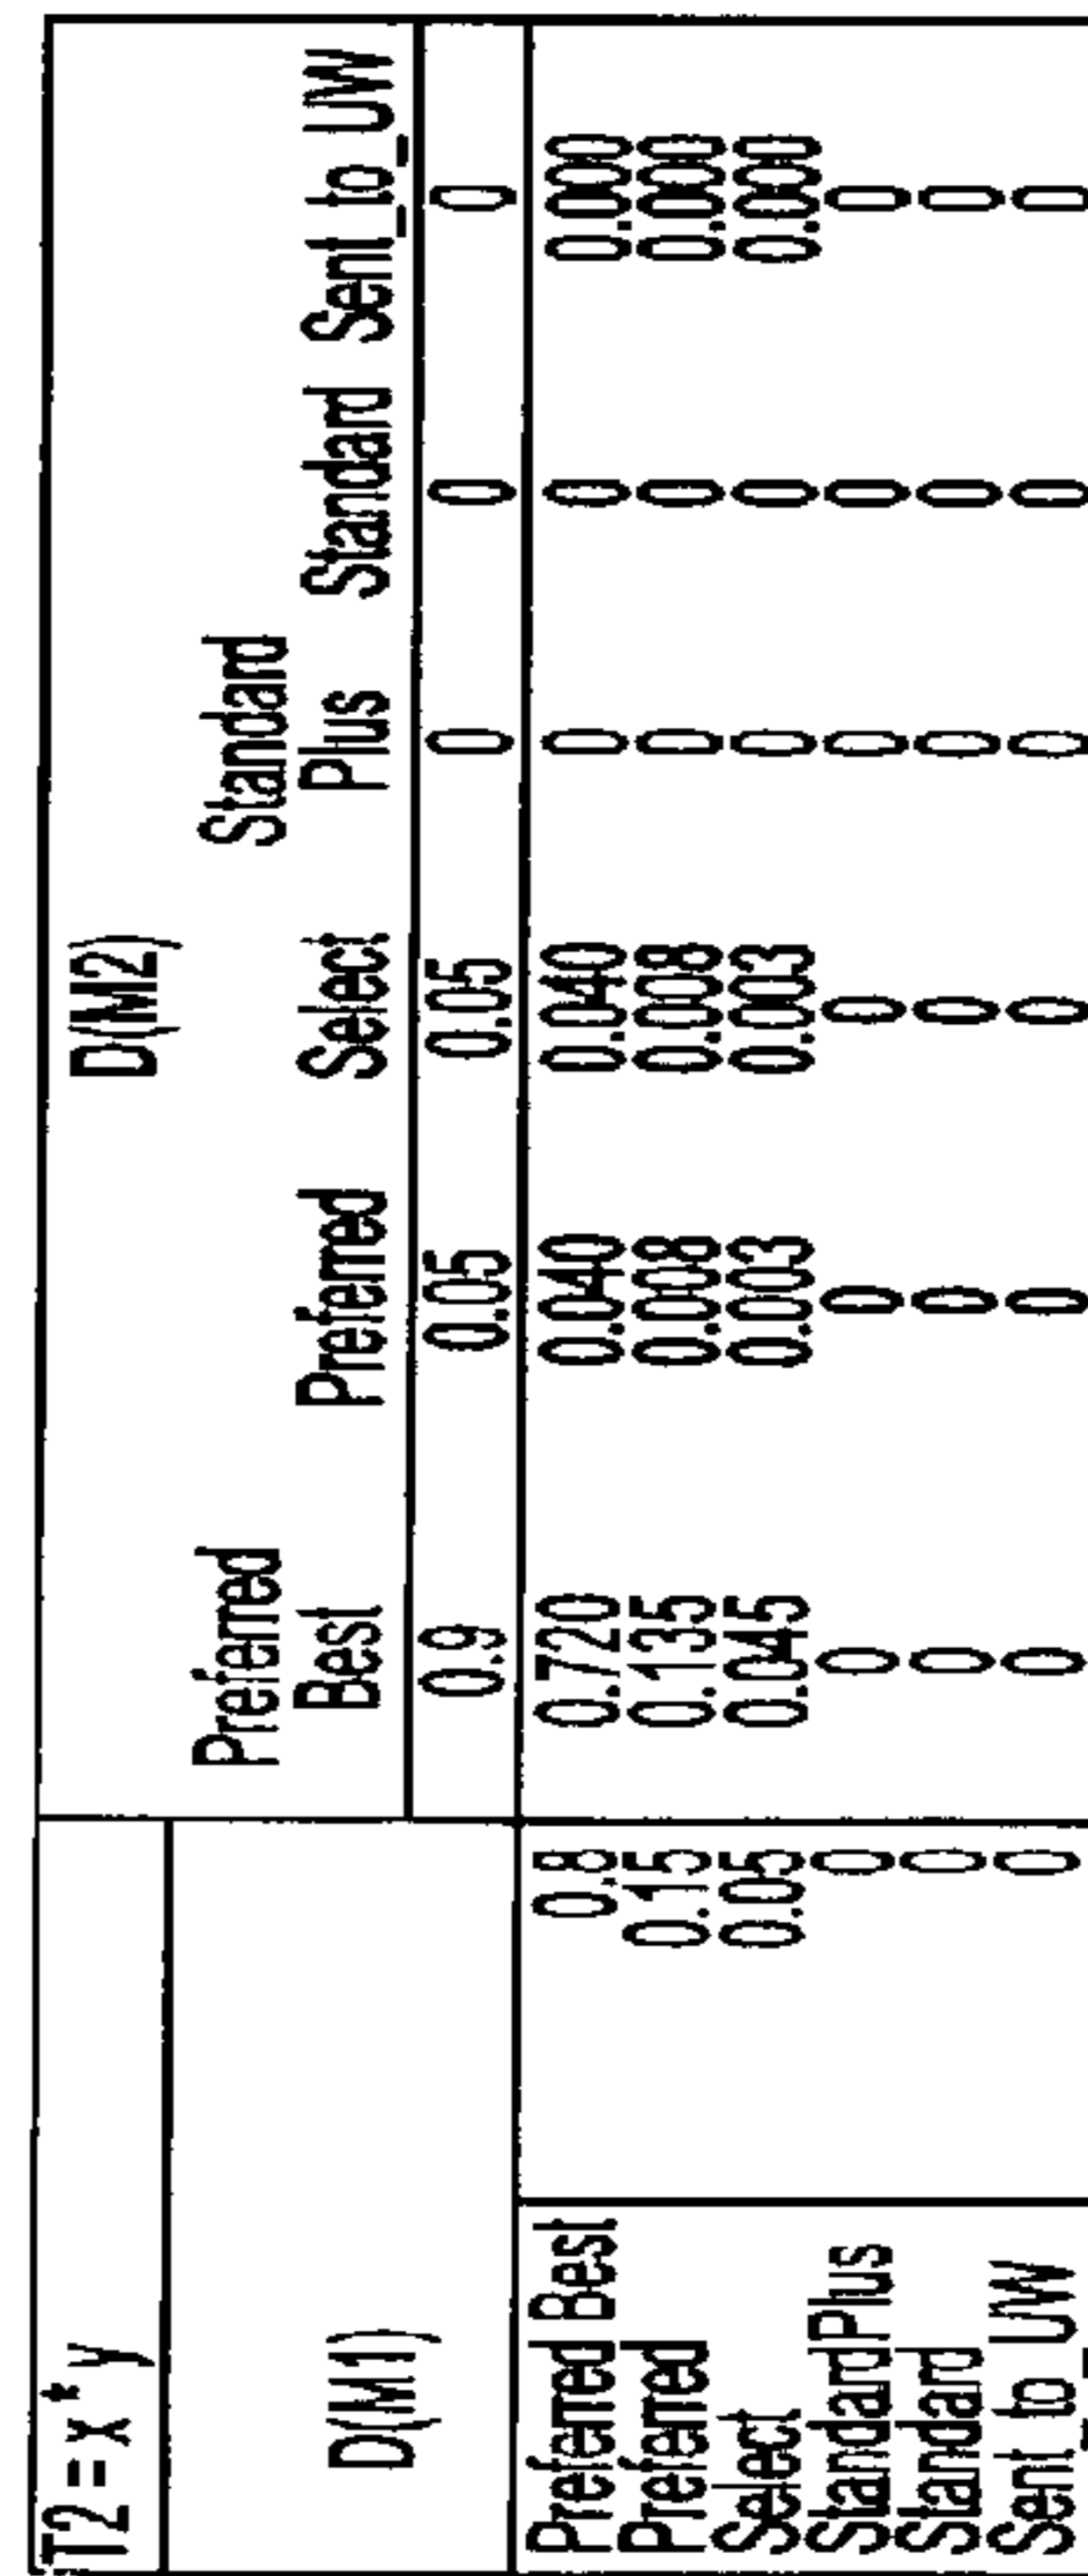 T2 = x * y
D(M2)
D(M1)
Preferred Best Preferred Select Standard Plus Standard Sent_to_UW
0.9 0.05 0.05 0 0 0
Preferred Best 0.8 0.720 0.040 0.040 0 0 0.000
Preferred 0.15 0.135 0.008 0.008 0 0 0.000
Select 0.05 0.045 0.003 0.003 0 0 0.000
StandardPlus 0 0 0 0 0 0 0
Standard 0 0 0 0 0 0 0
Sent_to_UW 0 0 0 0 0 0 0